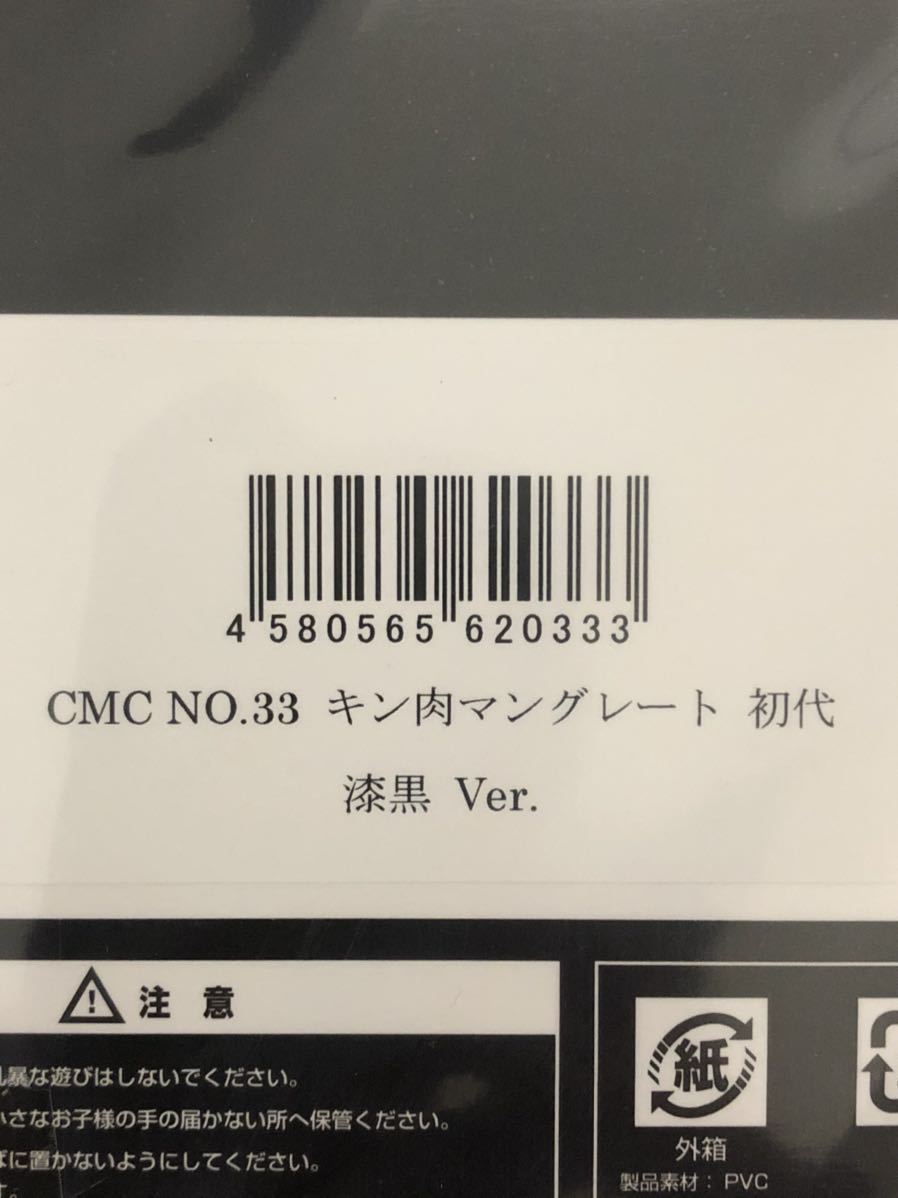 4 580565 620333
CMC NO.33 キン肉マングレート 初代
漆黒 Ver.
注 意
暴な遊びはしないでください。
さなお子様の手の届かない所へ保管ください。
に置かないようにしてください。
す。
紙
外箱
製品素材：PVC